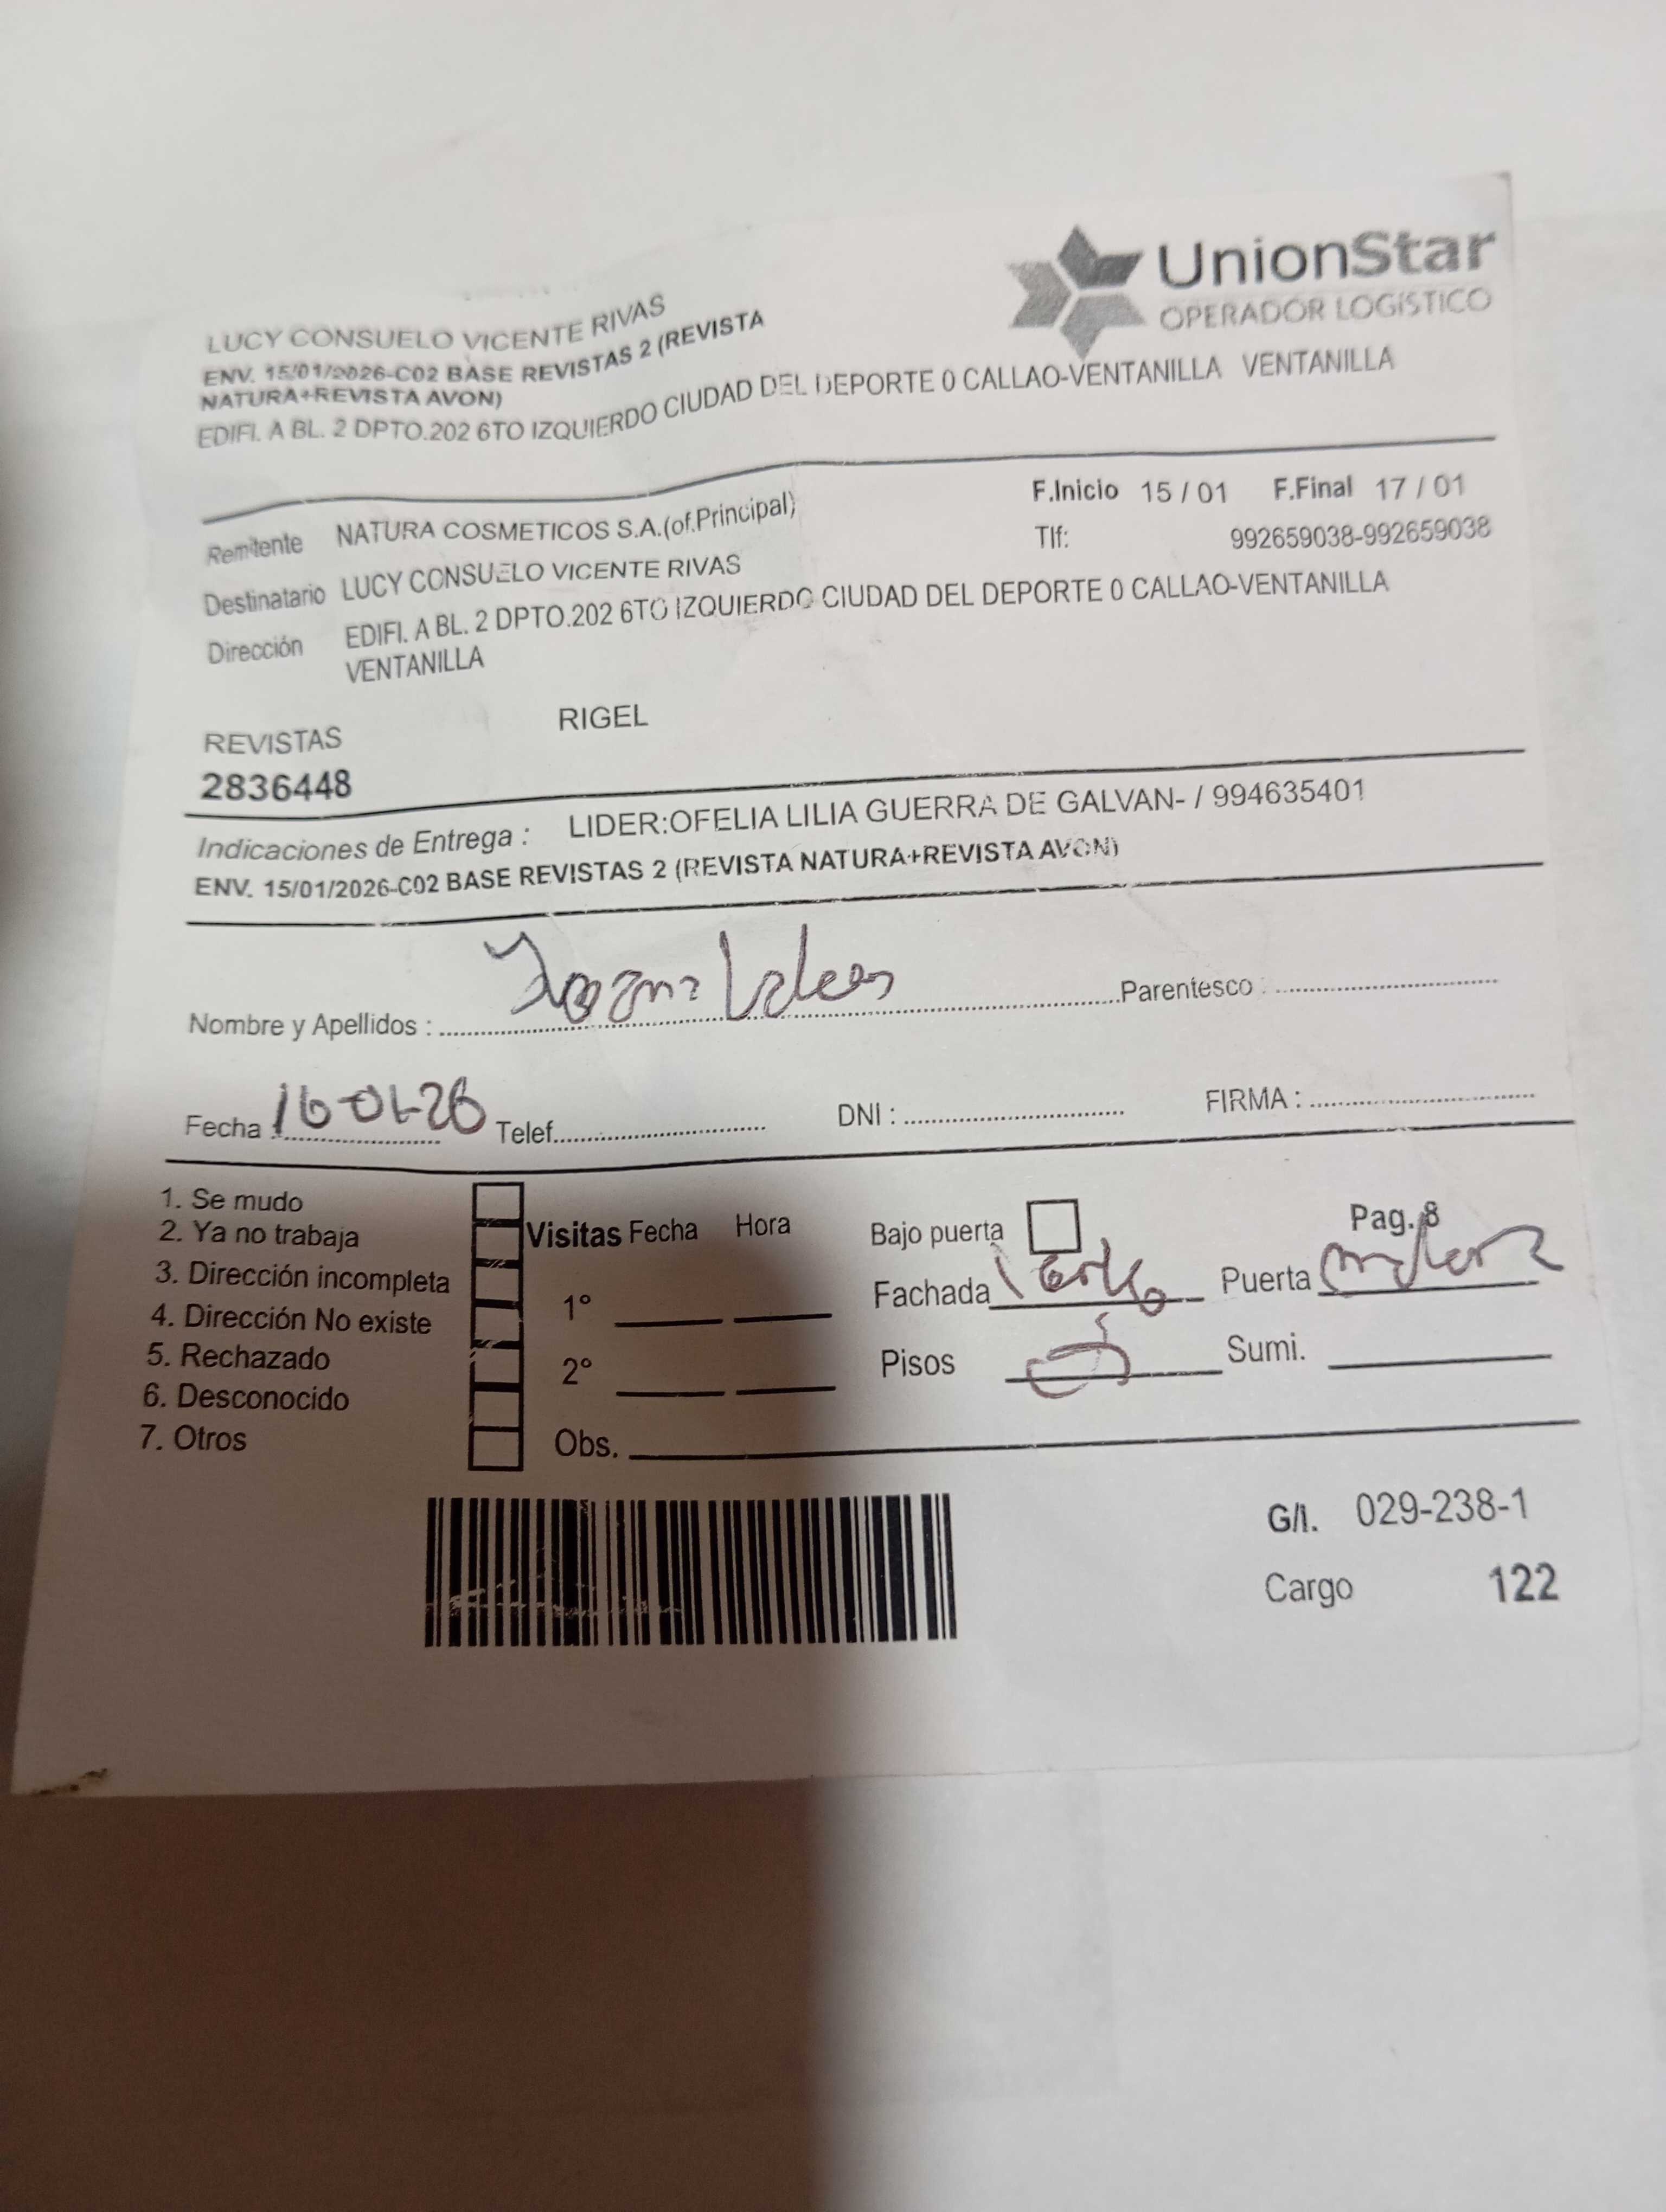 UnionStar
OPERADOR LOGÍSTICO
LUCY CONSUELO VICENTE RIVAS
ENV. 15/01/2026-C02 BASE REVISTAS 2 (REVISTA
NATURA+REVISTA AVON)
EDIFI. A BL. 2 DPTO.202 6TO IZQUIERDO CIUDAD DEL DEPORTE 0 CALLAO-VENTANILLA VENTANILLA
F.Inicio 15 / 01 F.Final 17 / 01
Remitente NATURA COSMETICOS S.A.(of.Principal)
Tlf: 992659038-992659038
Destinatario LUCY CONSUELO VICENTE RIVAS
Dirección EDIFI. A BL. 2 DPTO.202 6TO IZQUIERDO CIUDAD DEL DEPORTE 0 CALLAO-VENTANILLA
VENTANILLA
REVISTAS RIGEL
2836448
Indicaciones de Entrega : LIDER:OFELIA LILIA GUERRA DE GALVAN- / 994635401
ENV. 15/01/2026-C02 BASE REVISTAS 2 (REVISTA NATURA+REVISTA AVON)
Nombre y Apellidos : Parentesco :
Fecha : 16-01-26 Telef. DNI : FIRMA :
1. Se mudo
2. Ya no trabaja
3. Dirección incompleta
4. Dirección No existe
5. Rechazado
6. Desconocido
7. Otros
Visitas Fecha Hora
1°
2°
Obs.
Bajo puerta Pag. 8
Fachada Puerta
Pisos Sumi.
G/I. 029-238-1
Cargo 122